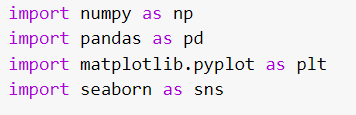 import numpy as np
import pandas as pd
import matplotlib.pyplot as plt
import seaborn as sns